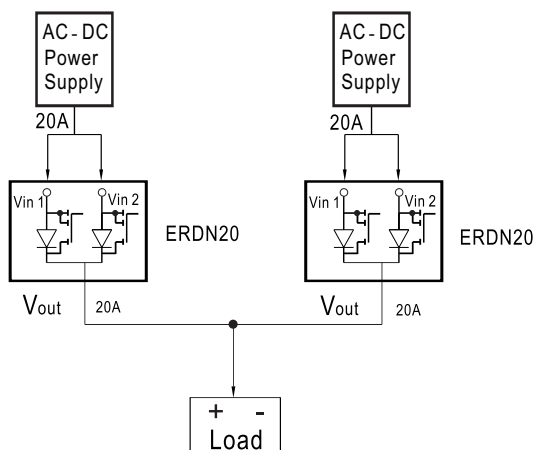 AC - DC
Power
Supply
AC - DC
Power
Supply
20A
20A
Vin 1
Vin 2
ERDN20
Vin 1
Vin 2
ERDN20
Vout
20A
Vout
20A
+ -
Load